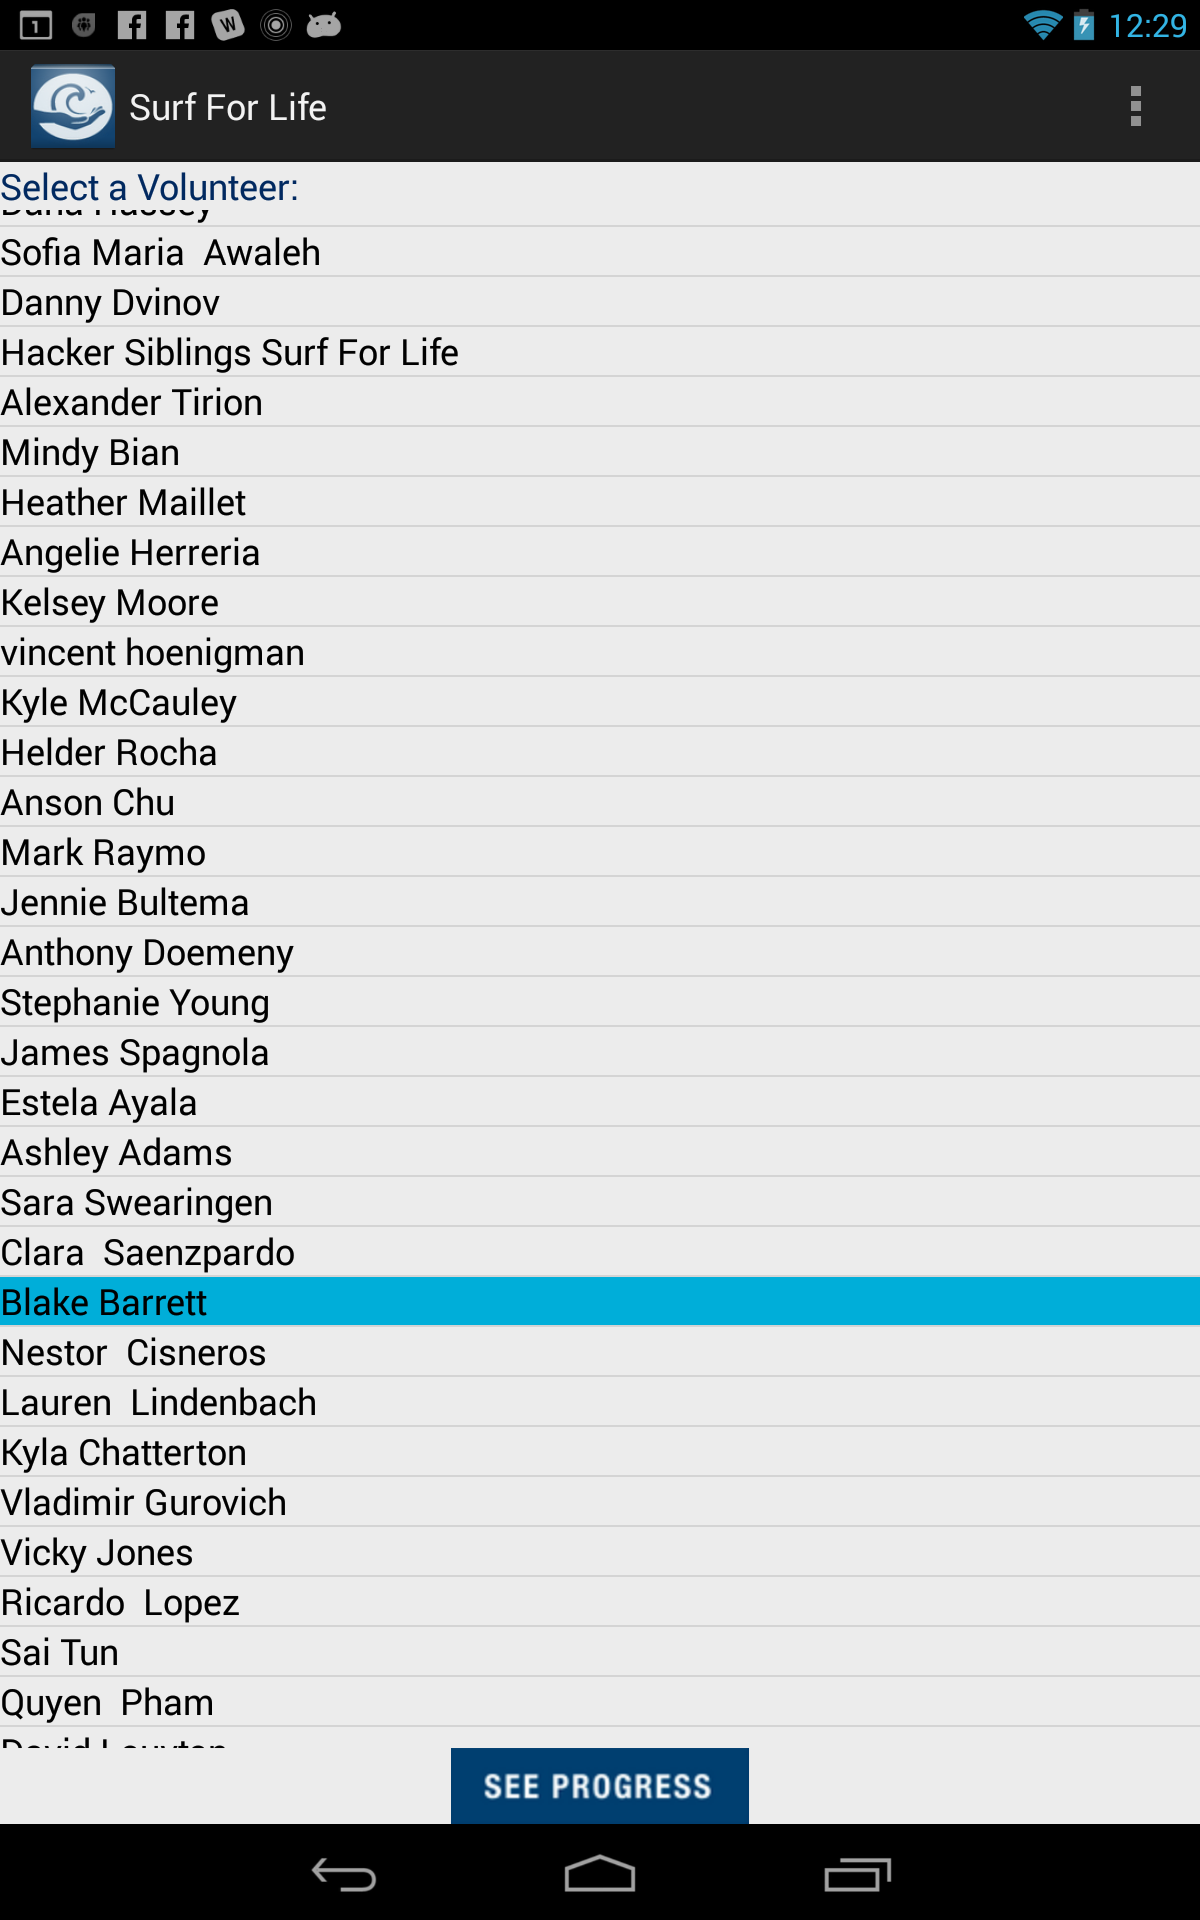 1
W
12:29
Surf For Life
Select a Volunteer:
Sofia Maria  Awaleh
Danny Dvinov
Hacker Siblings Surf For Life
Alexander Tirion
Mindy Bian
Heather Maillet
Angelie Herreria
Kelsey Moore
vincent hoenigman
Kyle McCauley
Helder Rocha
Anson Chu
Mark Raymo
Jennie Bultema
Anthony Doemeny
Stephanie Young
James Spagnola
Estela Ayala
Ashley Adams
Sara Swearingen
Clara  Saenzpardo
Blake Barrett
Nestor  Cisneros
Lauren  Lindenbach
Kyla Chatterton
Vladimir Gurovich
Vicky Jones
Ricardo  Lopez
Sai Tun
Quyen  Pham
David
SEE PROGRESS